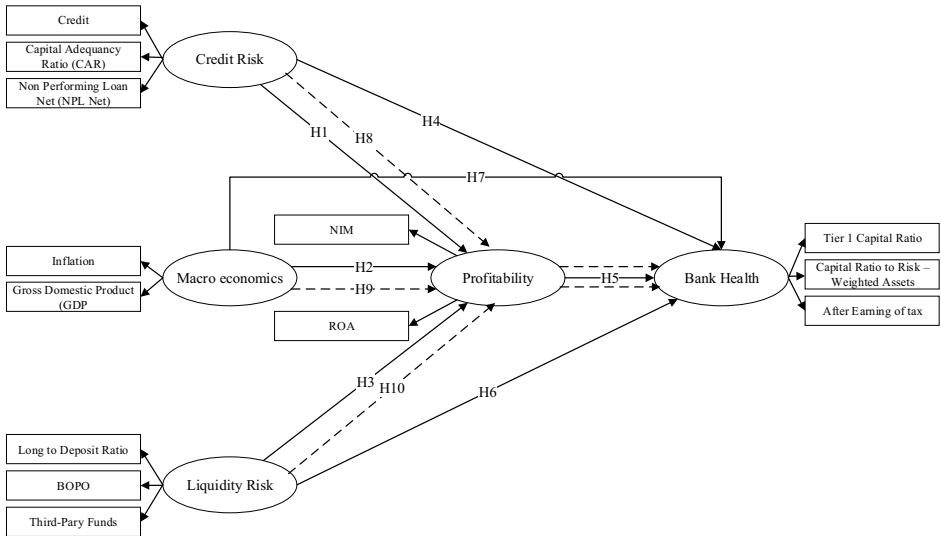 Credit
Capital Adequacy
Ratio (CAR)
Non Performing Loan
Net (NPL Net)
Credit Risk
H1
H8
H4
H7
NIM
Inflation
Gross Domestic Product
(GDP
Macro economics
H2
H9
Profitability
H5
Bank Health
Tier 1 Capital Ratio
Capital Ratio to Risk –
Weighted Assets
After Earning of tax
ROA
H3
H10
H6
Long to Deposit Ratio
BOPO
Third-Pary Funds
Liquidity Risk